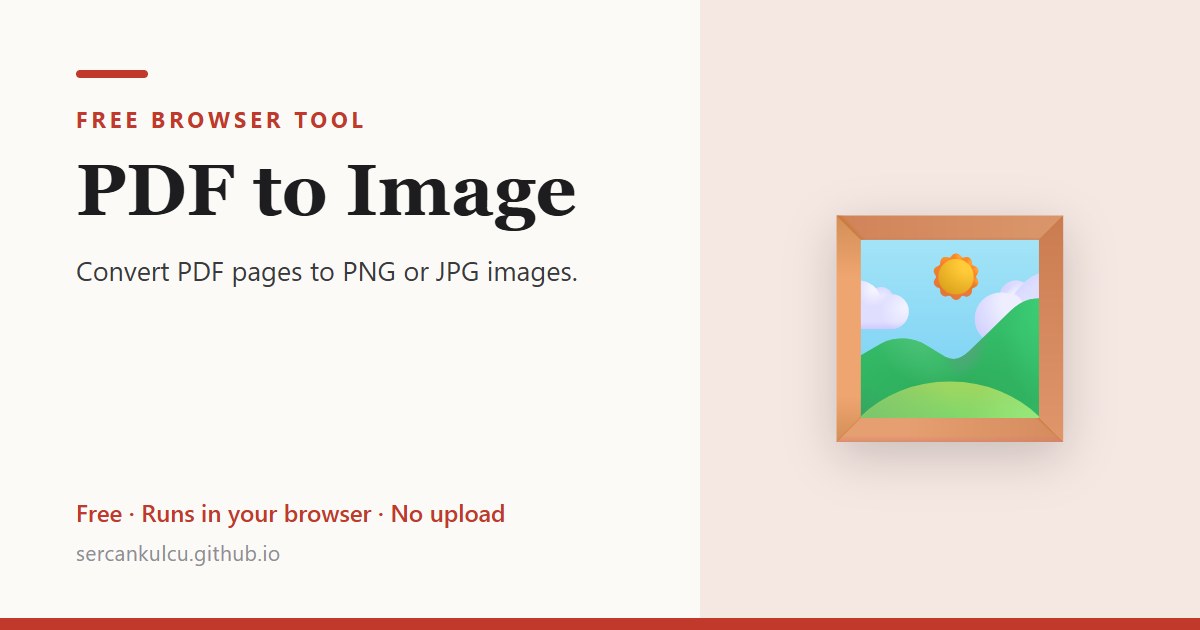 FREE BROWSER TOOL
PDF to Image
Convert PDF pages to PNG or JPG images.
Free · Runs in your browser · No upload
sercankulcu.github.io